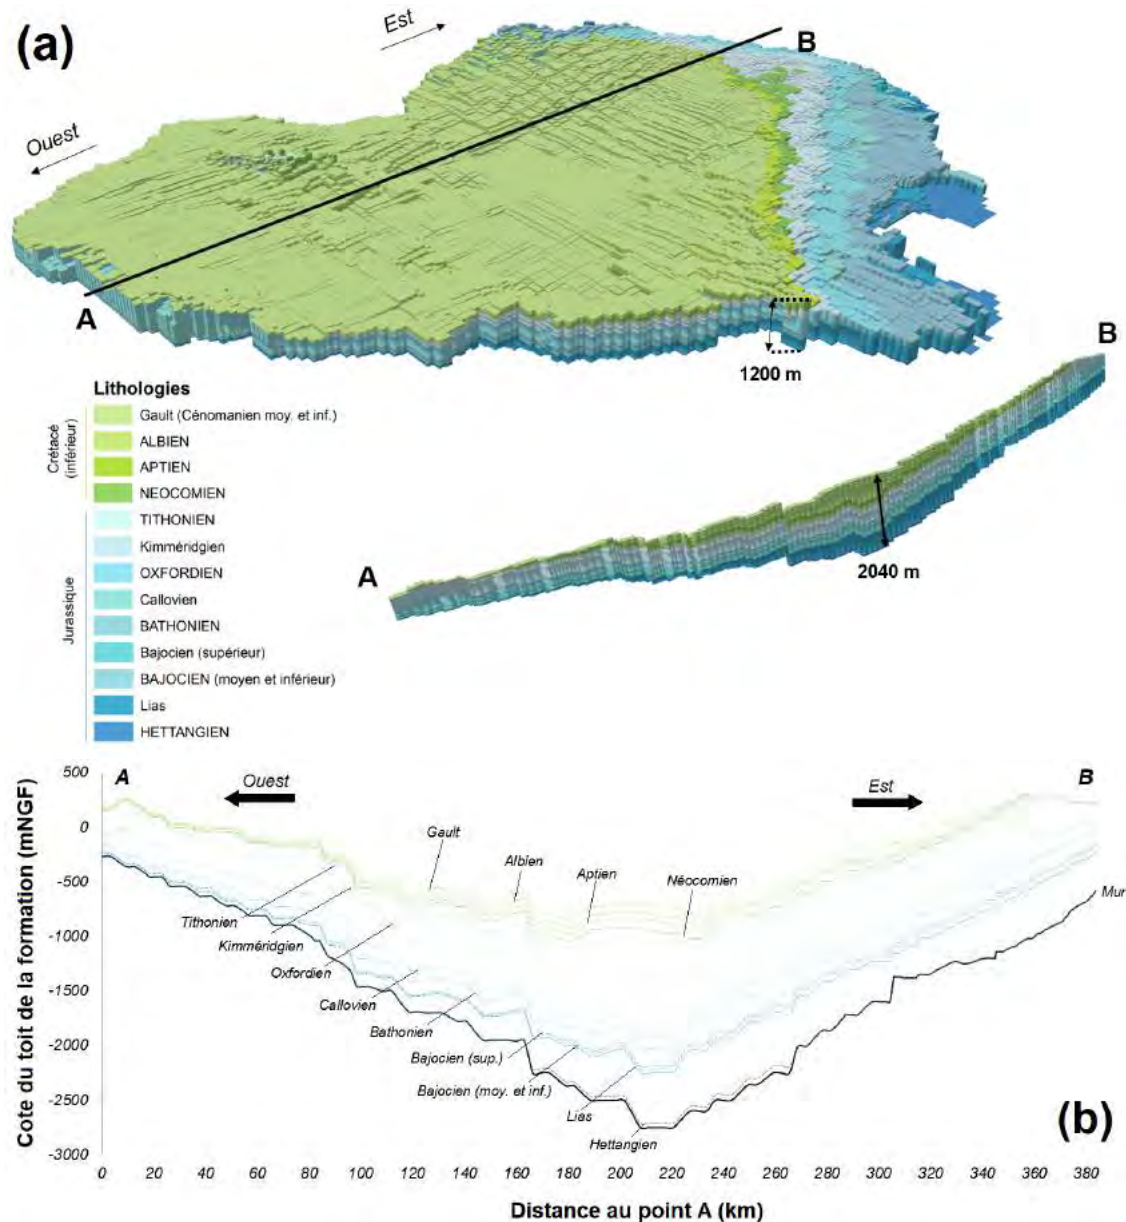 (a)
Est
B
Ouest
A
1200 m
B
A
2040 m
Lithologies
Crétacé
(inférieur)
Gault (Cénomanien moy. et inf.)
ALBIEN
APTIEN
NEOCOMIEN
Jurassique
TITHONIEN
Kimméridgien
OXFORDIEN
Callovien
BATHONIEN
Bajocien (supérieur)
BAJOCIEN (moyen et inférieur)
Lias
HETTANGIEN
Cote du toit de la formation (mNGF)
500
0
-500
-1000
-1500
-2000
-2500
-3000
A
Ouest
Est
B
Gault
Albien
Aptien
Néocomien
Mur
Tithonien
Kimméridgien
Oxfordien
Callovien
Bathonien
Bajocien (sup.)
Bajocien (moy. et inf.)
Lias
Hettangien
(b)
0 20 40 60 80 100 120 140 160 180 200 220 240 260 280 300 320 340 360 380
Distance au point A (km)